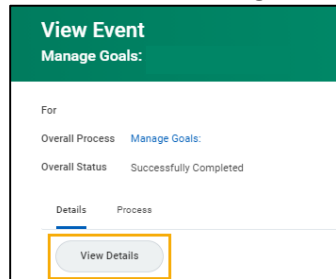 View Event
Manage Goals:
For
Overall Process Manage Goals:
Overall Status Successfully Completed
Details Process
View Details